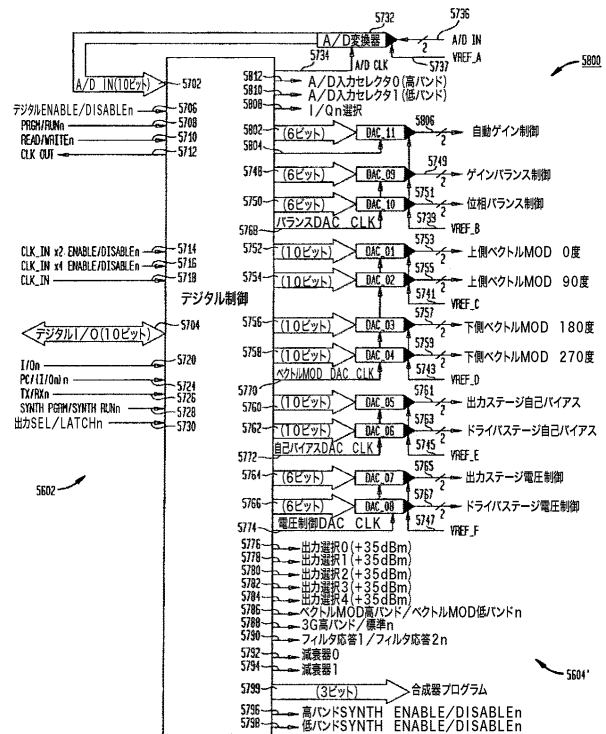 5732
5736
A/D変換器
A/D IN
2
5734
A/D CLK
5737
VREF_A
5800
A/D IN(10ビット)
5702
5812
A/D入力セレクタ0(高バンド)
5810
A/D入力セレクタ1(低バンド)
5808
I/Qn選択
デジタルENABLE/DISABLEn
5706
PRGM/RUNn
5708
READ/WRITEn
5710
CLK OUT
5712
5802
(6ビット)
DAC_11
5806
2
自動ゲイン制御
5804
5748
(6ビット)
DAC_09
5749
2
ゲインバランス制御
5750
(6ビット)
DAC_10
5751
2
位相バランス制御
5768
バランスDAC CLK
5739
VREF_B
CLK_IN x2 ENABLE/DISABLEn
5714
CLK_IN x4 ENABLE/DISABLEn
5716
CLK_IN
5718
デジタル制御
5752
(10ビット)
DAC_01
5753
2
上側ベクトルMOD 0度
5754
(10ビット)
DAC_02
5755
2
上側ベクトルMOD 90度
5741
VREF_C
デジタルI/O(10ビット)
5704
5756
(10ビット)
DAC_03
5757
2
下側ベクトルMOD 180度
5758
(10ビット)
DAC_04
5759
2
下側ベクトルMOD 270度
5770
ベクトルMOD DAC CLK
5743
VREF_D
I/On
5720
PC/(I/On)n
5724
TX/RXn
5726
SYNTH PGRM/SYNTH RUNn
5728
出力SEL/LATCHn
5730
5760
(10ビット)
DAC_05
5761
2
出力ステージ自己バイアス
5762
(10ビット)
DAC_06
5763
2
ドライバステージ自己バイアス
5772
自己バイアスDAC CLK
5745
VREF_E
5602
5764
(6ビット)
DAC_07
5765
2
出力ステージ電圧制御
5766
(6ビット)
DAC_08
5767
2
ドライバステージ電圧制御
5774
電圧制御DAC CLK
5747
VREF_F
5776
出力選択0(+35dBm)
5778
出力選択1(+35dBm)
5780
出力選択2(+35dBm)
5782
出力選択3(+35dBm)
5784
出力選択4(+35dBm)
5786
ベクトルMOD高バンド/ベクトルMOD低バンドn
5788
3G高バンド/標準n
5790
フィルタ応答1/フィルタ応答2n
5792
減衰器0
5794
減衰器1
5604'
5799
(3ビット)
合成器プログラム
5796
高バンドSYNTH ENABLE/DISABLEn
5798
低バンドSYNTH ENABLE/DISABLEn